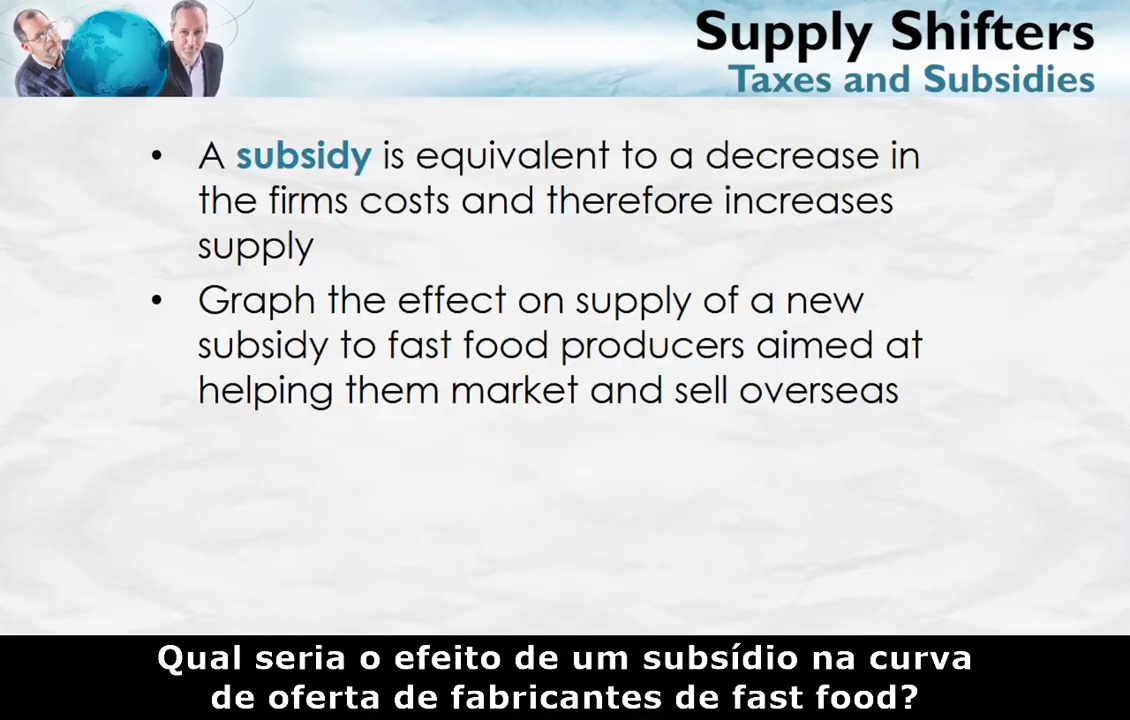 Supply Shifters
Taxes and Subsidies
• A subsidy is equivalent to a decrease in
the firms costs and therefore increases
supply
• Graph the effect on supply of a new
subsidy to fast food producers aimed at
helping them market and sell overseas
Qual seria o efeito de um subsídio na curva
de oferta de fabricantes de fast food?